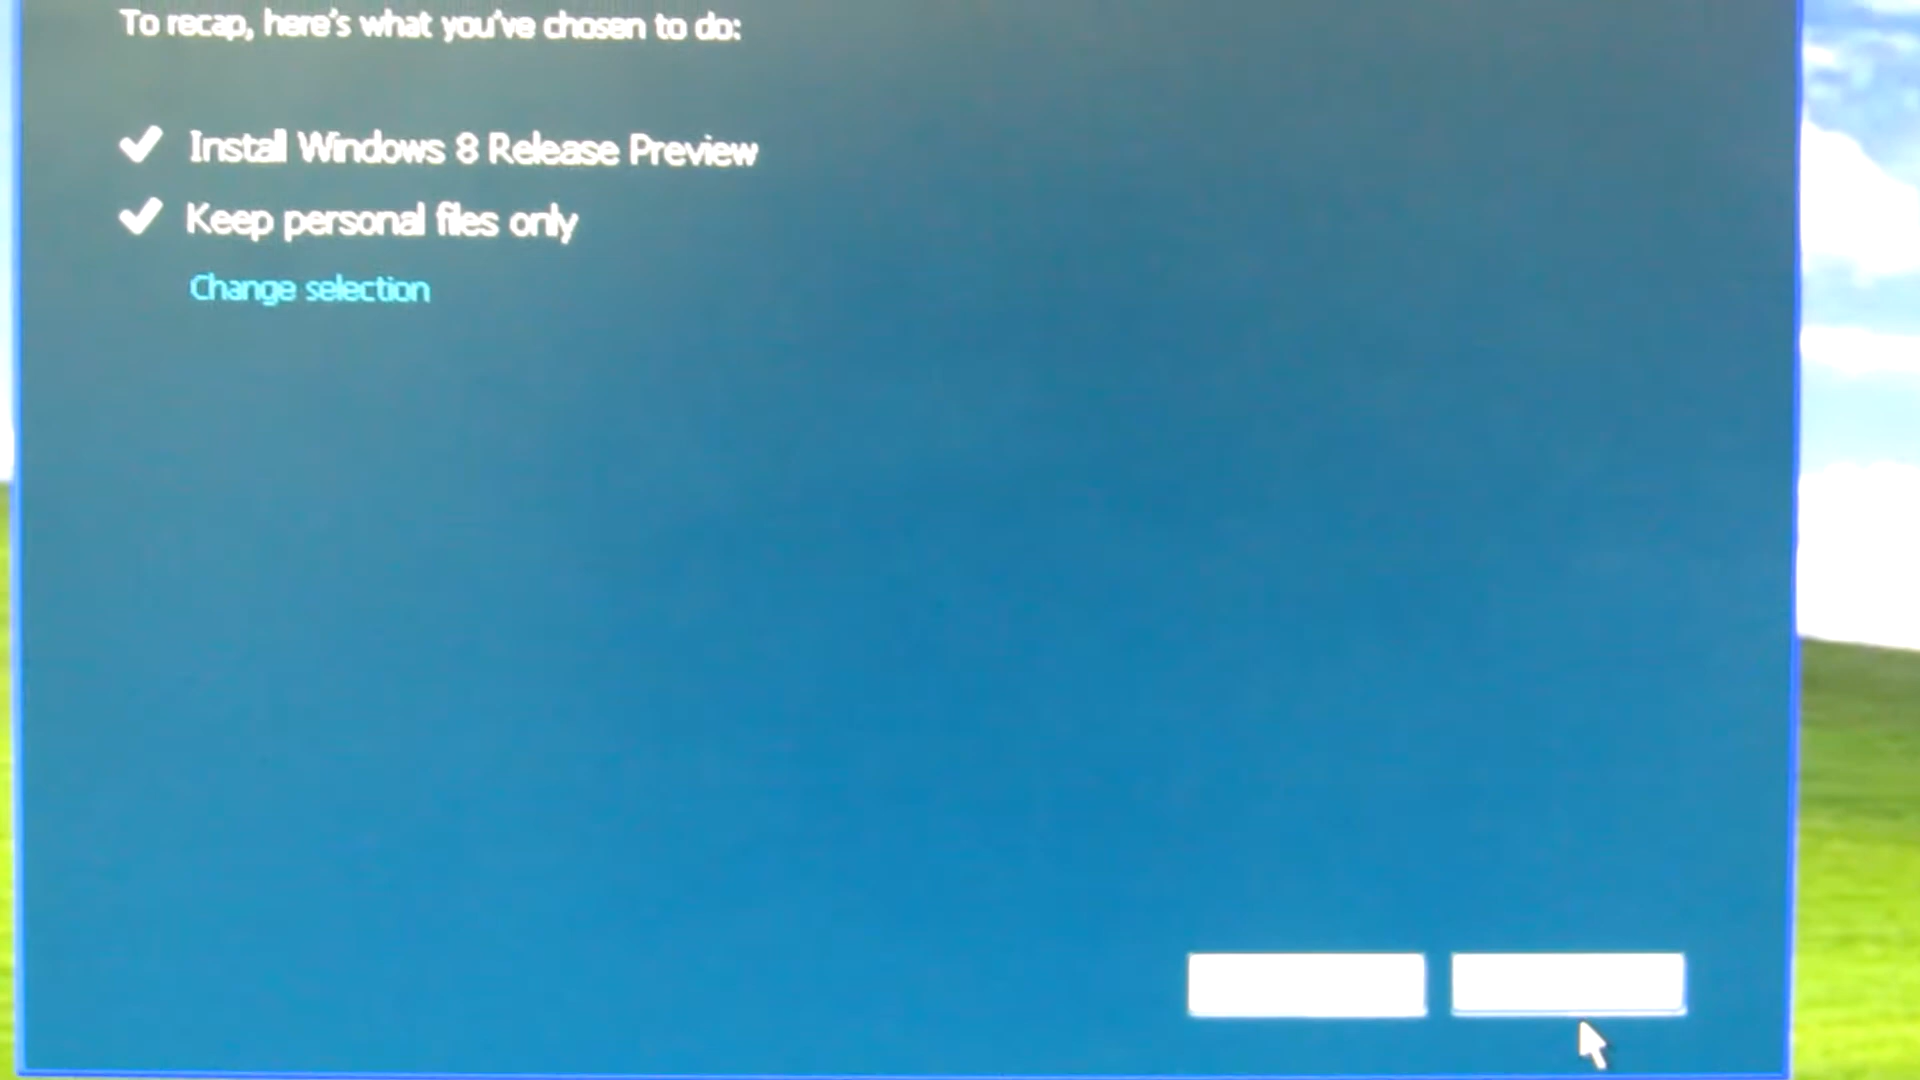 To recap, here's what you've chosen to do:
Install Windows 8 Release Preview
Keep personal files only
Change selection